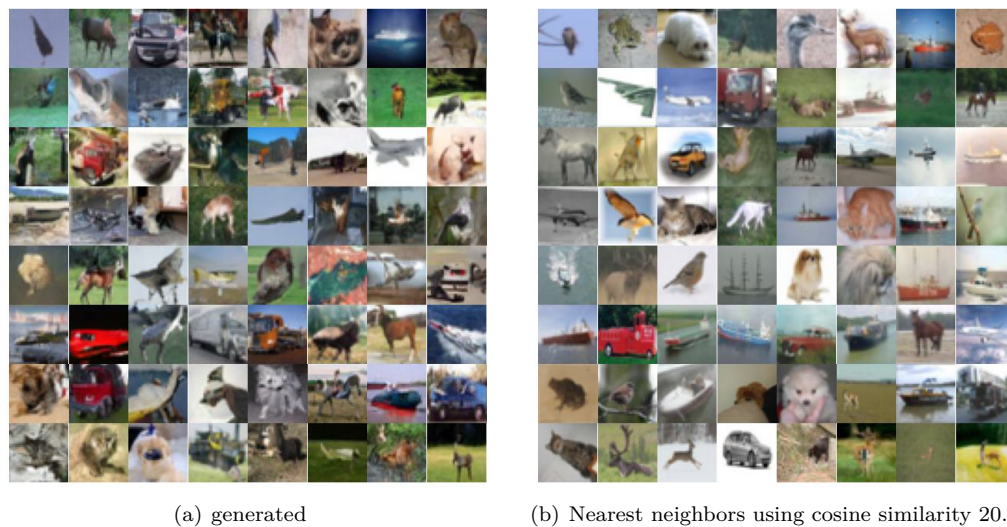 (a) generated
(b) Nearest neighbors using cosine similarity 20.